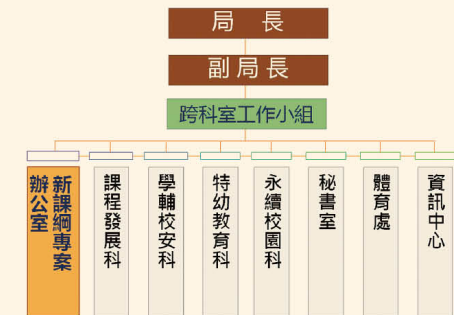 局 長
副局長
跨科室工作小組
新課綱專案
辦公室
課程發展科
學輔校安科
特幼教育科
永續校園科
秘書室
體育處
資訊中心